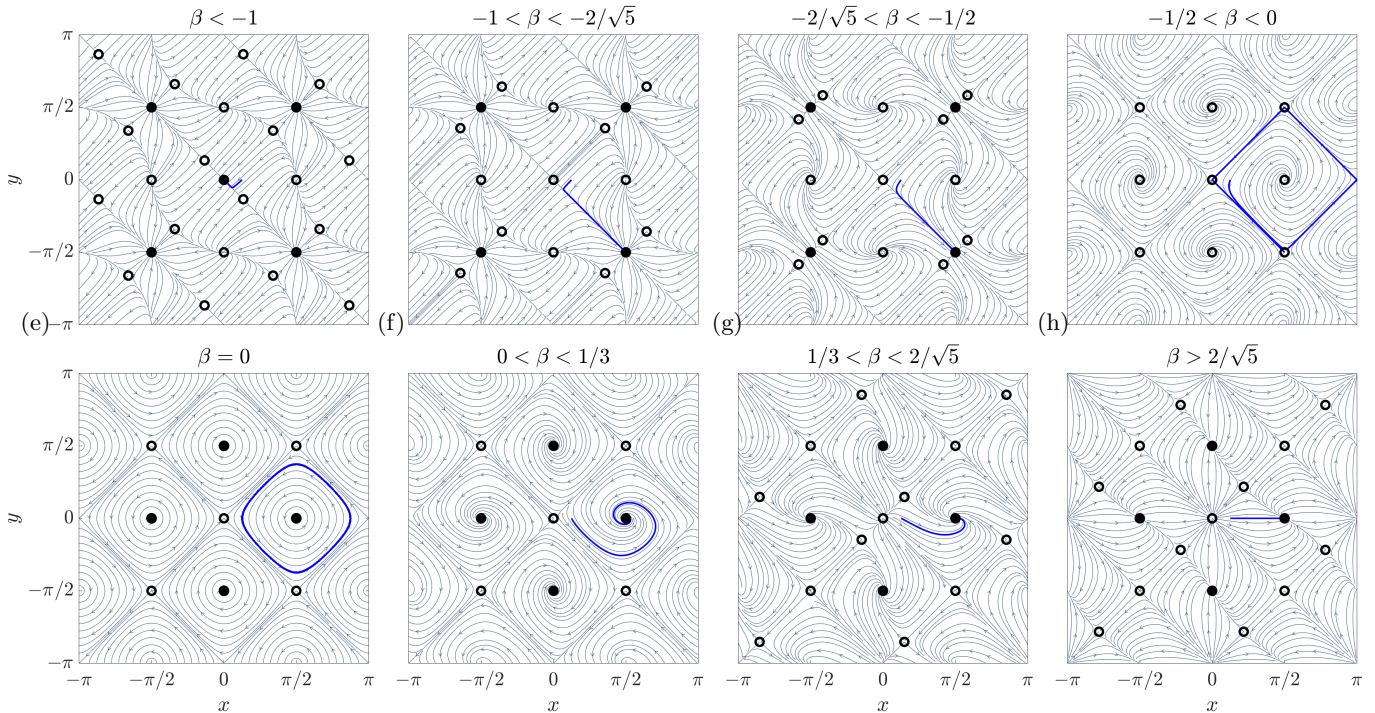 β < −1
−1 < β < −2/√5
−2/√5 < β < −1/2
−1/2 < β < 0
π
π/2
y
0
−π/2
−π
(e)
(f)
(g)
(h)
β = 0
0 < β < 1/3
1/3 < β < 2/√5
β > 2/√5
π
π/2
y
0
−π/2
−π
−π −π/2 0 π/2 π
−π −π/2 0 π/2 π
−π −π/2 0 π/2 π
−π −π/2 0 π/2 π
x
x
x
x